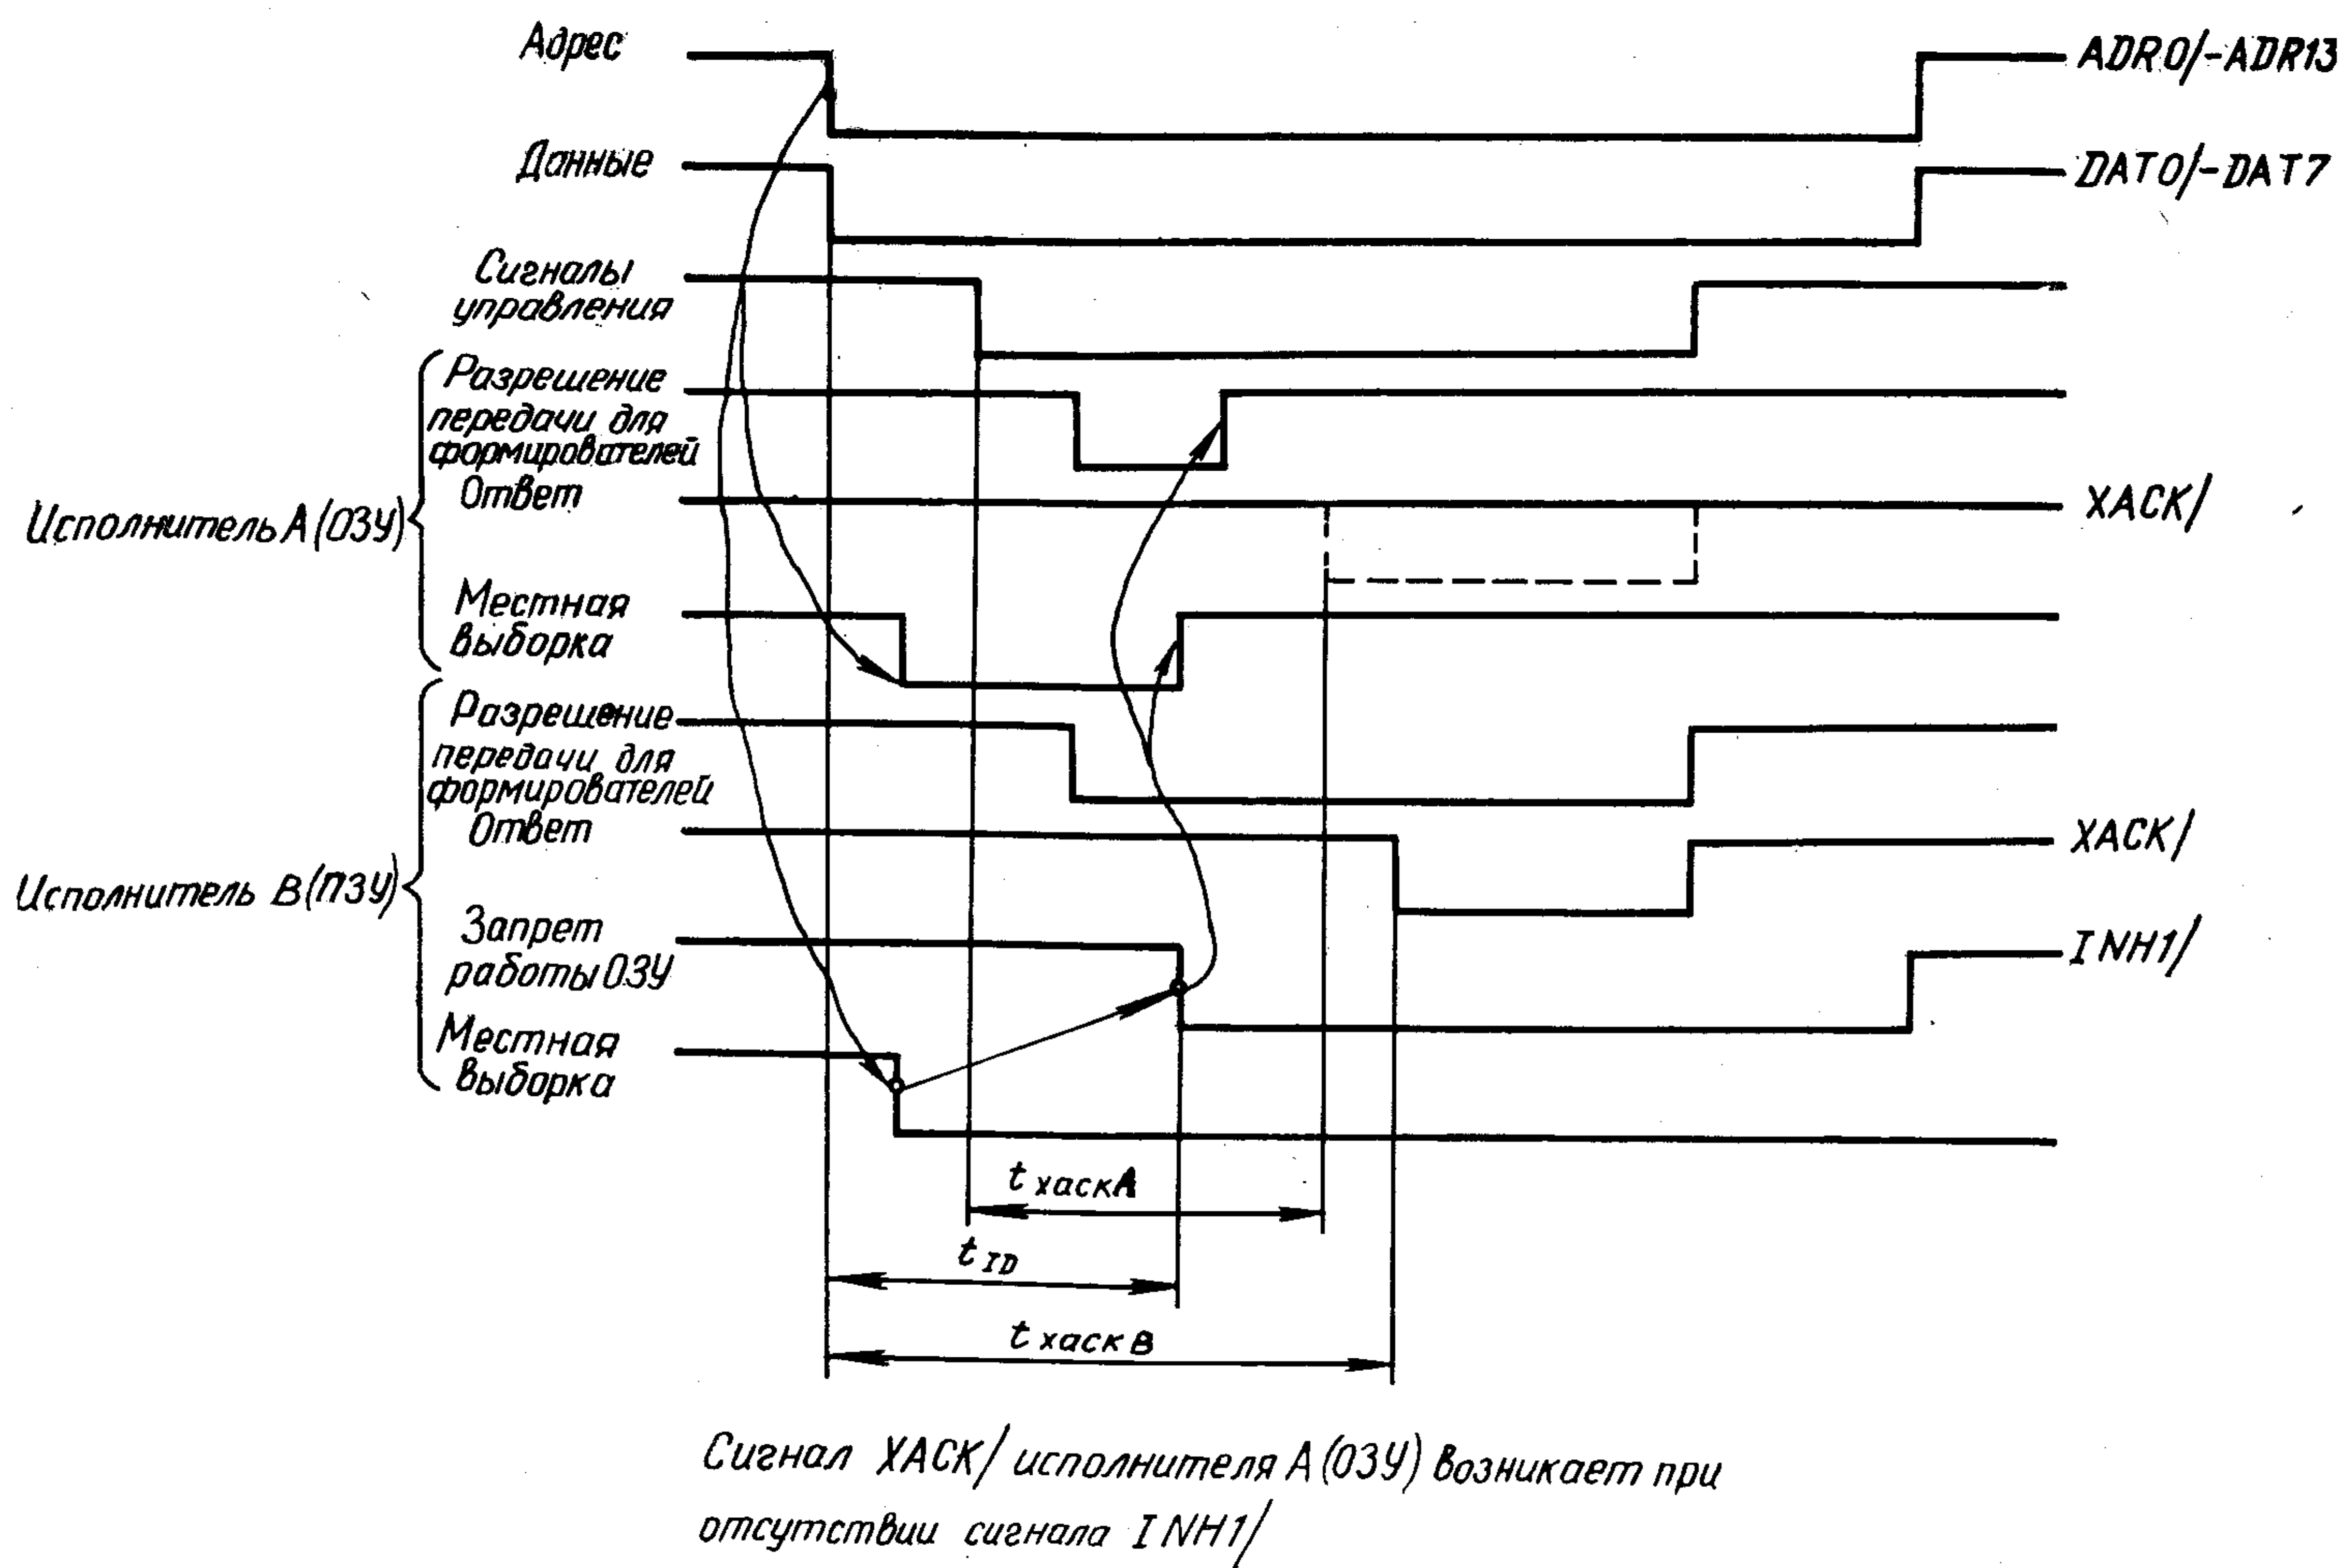 Адрес
ADR0/-ADR13
Данные
DAT0/-DAT7
Сигналы
управления
Исполнитель А(ОЗУ)
Разрешение
передачи для
формирователей
Ответ
XACK/
Местная
выборка
Исполнитель В(ПЗУ)
Разрешение
передачи для
формирователей
Ответ
XACK/
Запрет
работы ОЗУ
INH1/
Местная
выборка
t хаск А
t ID
t хаск В
Сигнал XACK/ исполнителя А(ОЗУ) возникает при
отсутствии сигнала INH1/